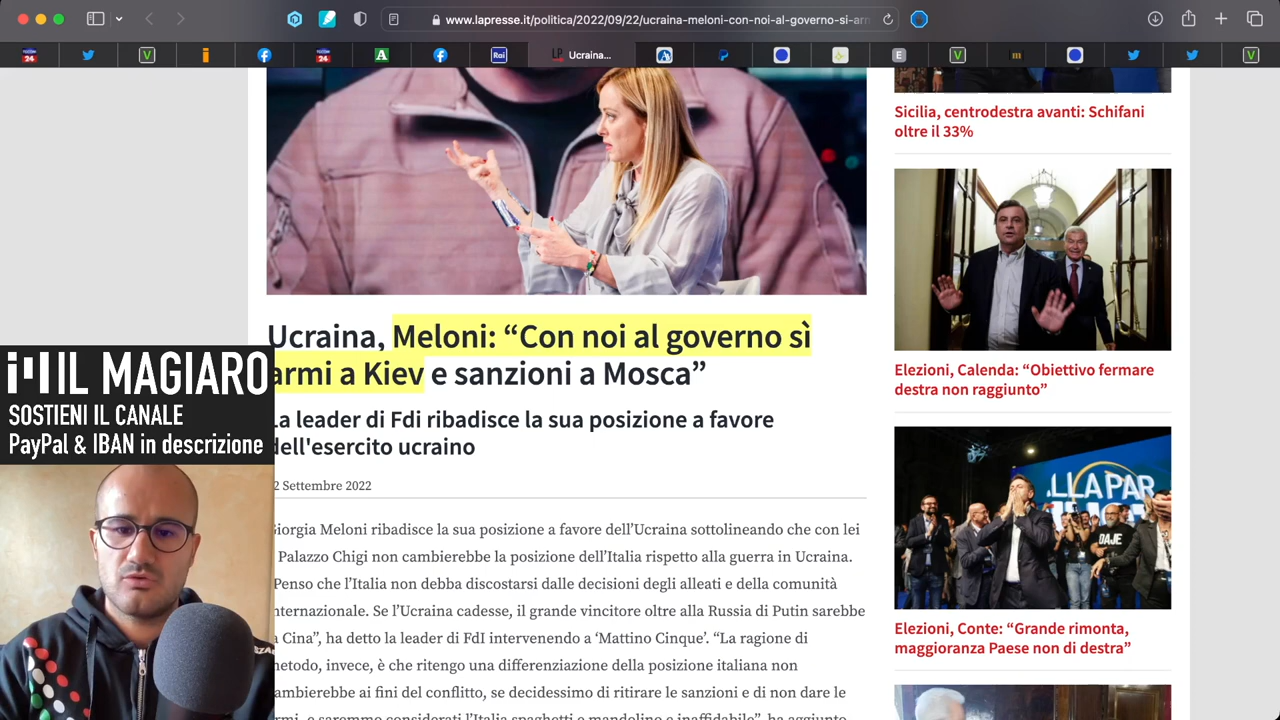 www.lapresse.it/politica/2022/09/22/ucraina-meloni-con-noi-al-governo-si-arm
Ucraina...
Ucraina, Meloni: “Con noi al governo sì
armi a Kiev e sanzioni a Mosca”
La leader di Fdi ribadisce la sua posizione a favore
dell'esercito ucraino
2 Settembre 2022
Giorgia Meloni ribadisce la sua posizione a favore dell’Ucraina sottolineando che con lei
Palazzo Chigi non cambierebbe la posizione dell’Italia rispetto alla guerra in Ucraina.
Penso che l’Italia non debba discostarsi dalle decisioni degli alleati e della comunità
nternazionale. Se l’Ucraina cadesse, il grande vincitore oltre alla Russia di Putin sarebbe
a Cina”, ha detto la leader di FdI intervenendo a ‘Mattino Cinque’. “La ragione di
metodo, invece, è che ritengo una differenziazione della posizione italiana non
ambierebbe ai fini del conflitto, se decidessimo di ritirare le sanzioni e di non dare le
rmi, e saremmo considerati l’Italia spaghetti e mandolino e inaffidabile”, ha aggiunto
Sicilia, centrodestra avanti: Schifani
oltre il 33%
Elezioni, Calenda: “Obiettivo fermare
destra non raggiunto”
.LLA PAR
DAJE
Elezioni, Conte: “Grande rimonta,
maggioranza Paese non di destra”
IL MAGIARO
SOSTIENI IL CANALE
PayPal & IBAN in descrizione